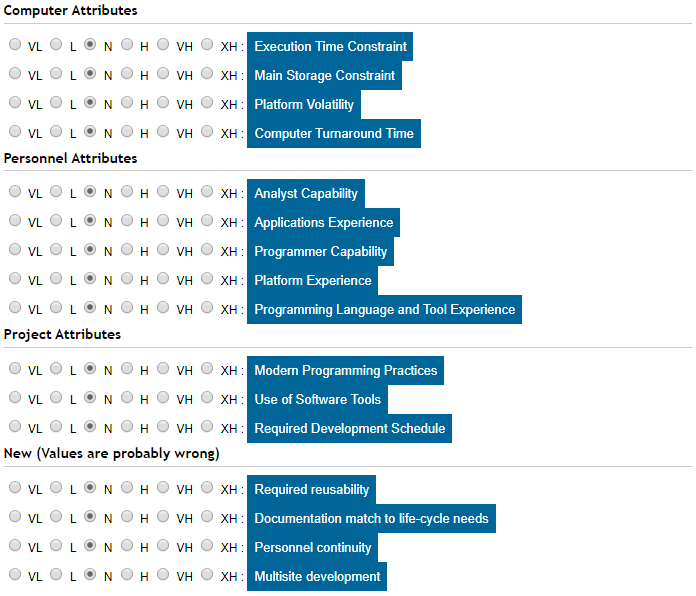 Computer Attributes
VL L N H VH XH : Execution Time Constraint
VL L N H VH XH : Main Storage Constraint
VL L N H VH XH : Platform Volatility
VL L N H VH XH : Computer Turnaround Time
Personnel Attributes
VL L N H VH XH : Analyst Capability
VL L N H VH XH : Applications Experience
VL L N H VH XH : Programmer Capability
VL L N H VH XH : Platform Experience
VL L N H VH XH : Programming Language and Tool Experience
Project Attributes
VL L N H VH XH : Modern Programming Practices
VL L N H VH XH : Use of Software Tools
VL L N H VH XH : Required Development Schedule
New (Values are probably wrong)
VL L N H VH XH : Required reusability
VL L N H VH XH : Documentation match to life-cycle needs
VL L N H VH XH : Personnel continuity
VL L N H VH XH : Multisite development